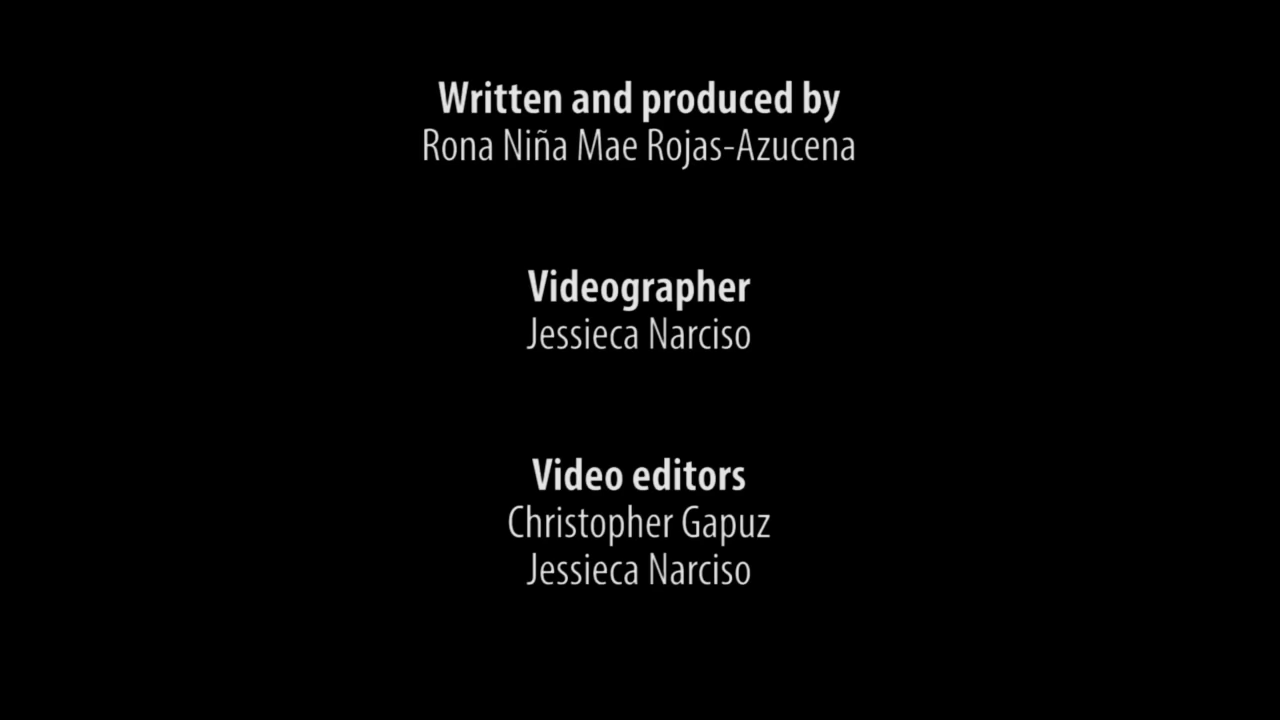 Written and produced by
Rona Niña Mae Rojas-Azucena
Videographer
Jessieca Narciso
Video editors
Christopher Gapuz
Jessieca Narciso